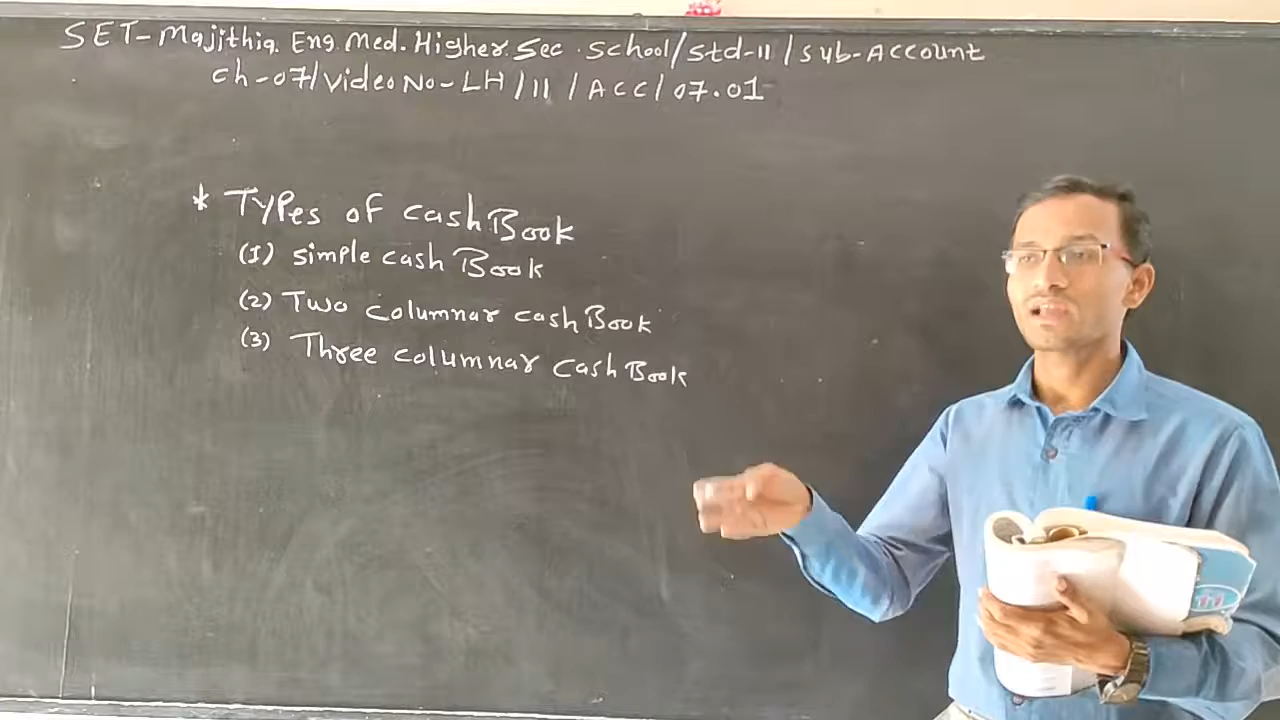 SET-Majithia Eng. Med. Higher. Sec. School/Std-11/Sub-Account
Ch-07/Video No-LH/11/ACC/07.01
* Types of cash Book
(1) simple cash Book
(2) Two columnar cash Book
(3) Three columnar cash Book